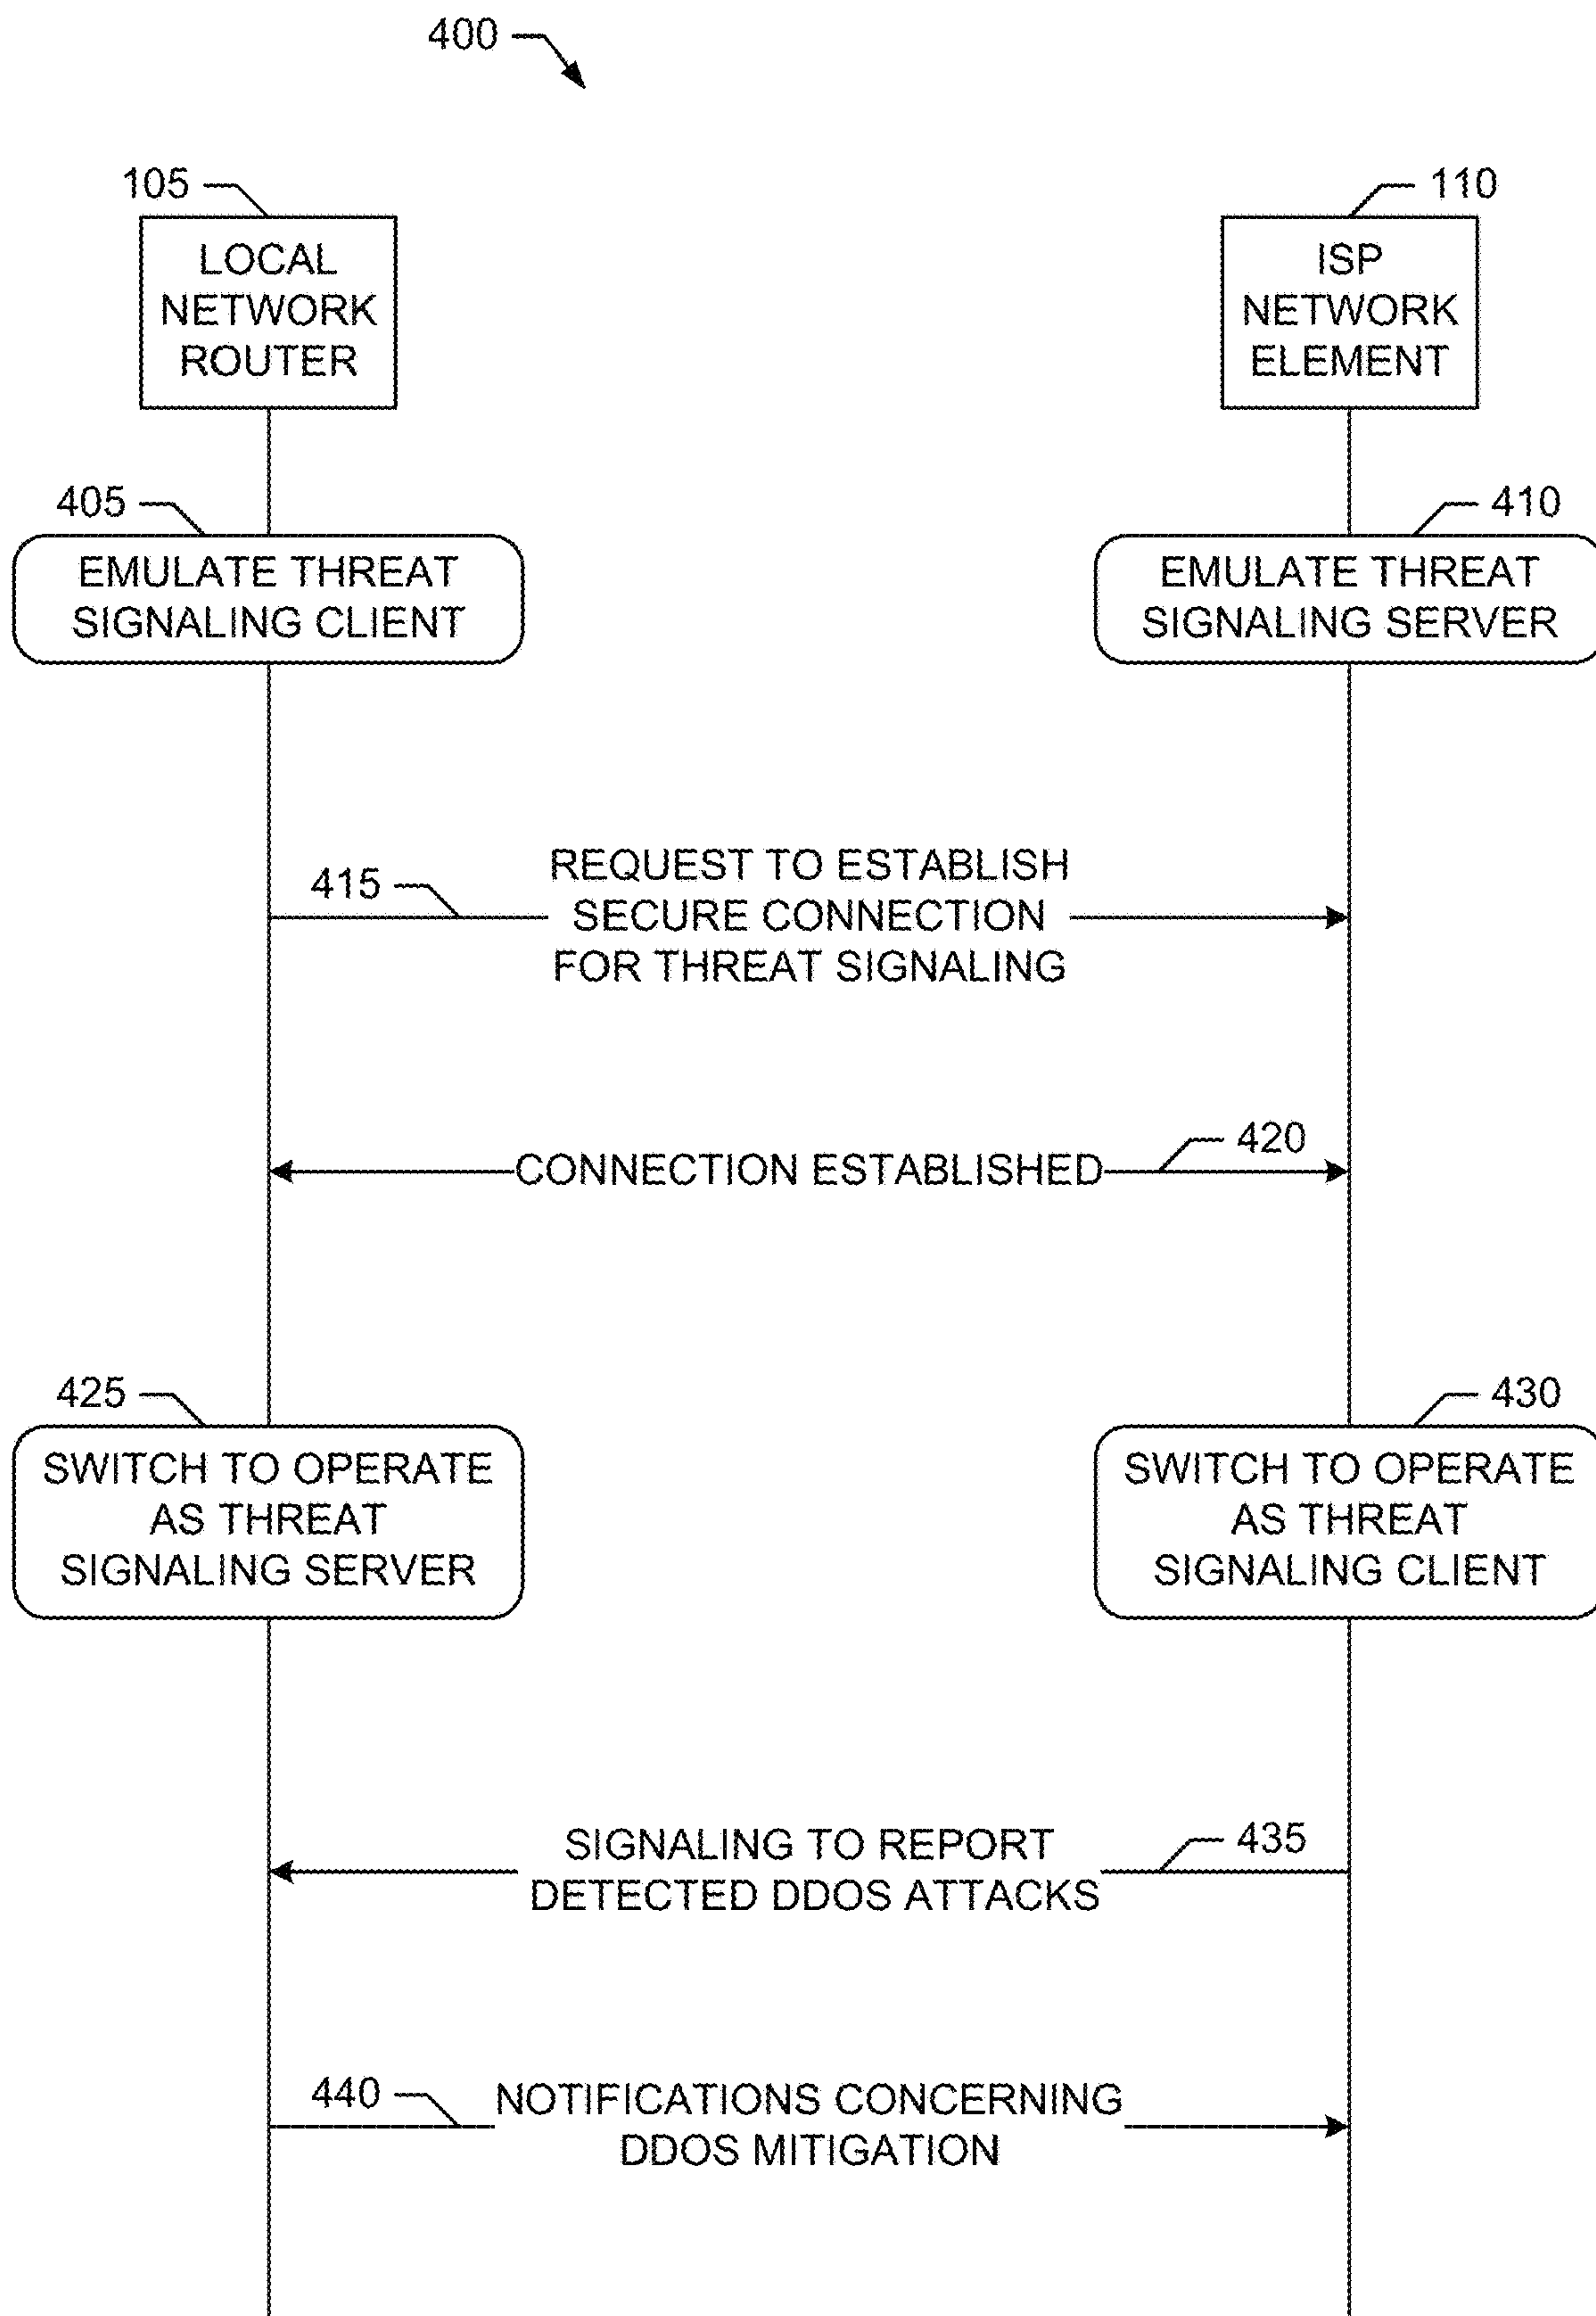 400
105
110
LOCAL
NETWORK
ROUTER
ISP
NETWORK
ELEMENT
405
410
EMULATE THREAT
SIGNALING CLIENT
EMULATE THREAT
SIGNALING SERVER
415
REQUEST TO ESTABLISH
SECURE CONNECTION
FOR THREAT SIGNALING
420
CONNECTION ESTABLISHED
425
430
SWITCH TO OPERATE
AS THREAT
SIGNALING SERVER
SWITCH TO OPERATE
AS THREAT
SIGNALING CLIENT
435
SIGNALING TO REPORT
DETECTED DDOS ATTACKS
440
NOTIFICATIONS CONCERNING
DDOS MITIGATION